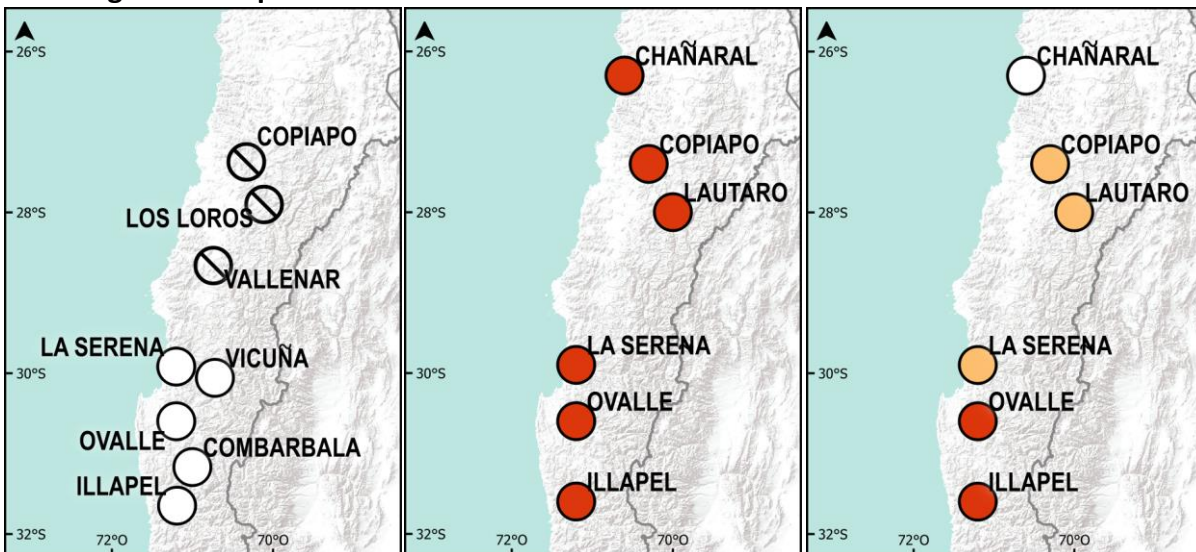 26°S
COPIAPO
28°S
LOS LOROS
VALLENAR
LA SERENA
VICUÑA
30°S
OVALLE
COMBARBALA
ILLAPEL
32°S
72°O
70°O
26°S
CHAÑARAL
COPIAPO
LAUTARO
28°S
LA SERENA
30°S
OVALLE
ILLAPEL
32°S
72°O
70°O
26°S
CHAÑARAL
COPIAPO
LAUTARO
28°S
LA SERENA
30°S
OVALLE
ILLAPEL
32°S
72°O
70°O